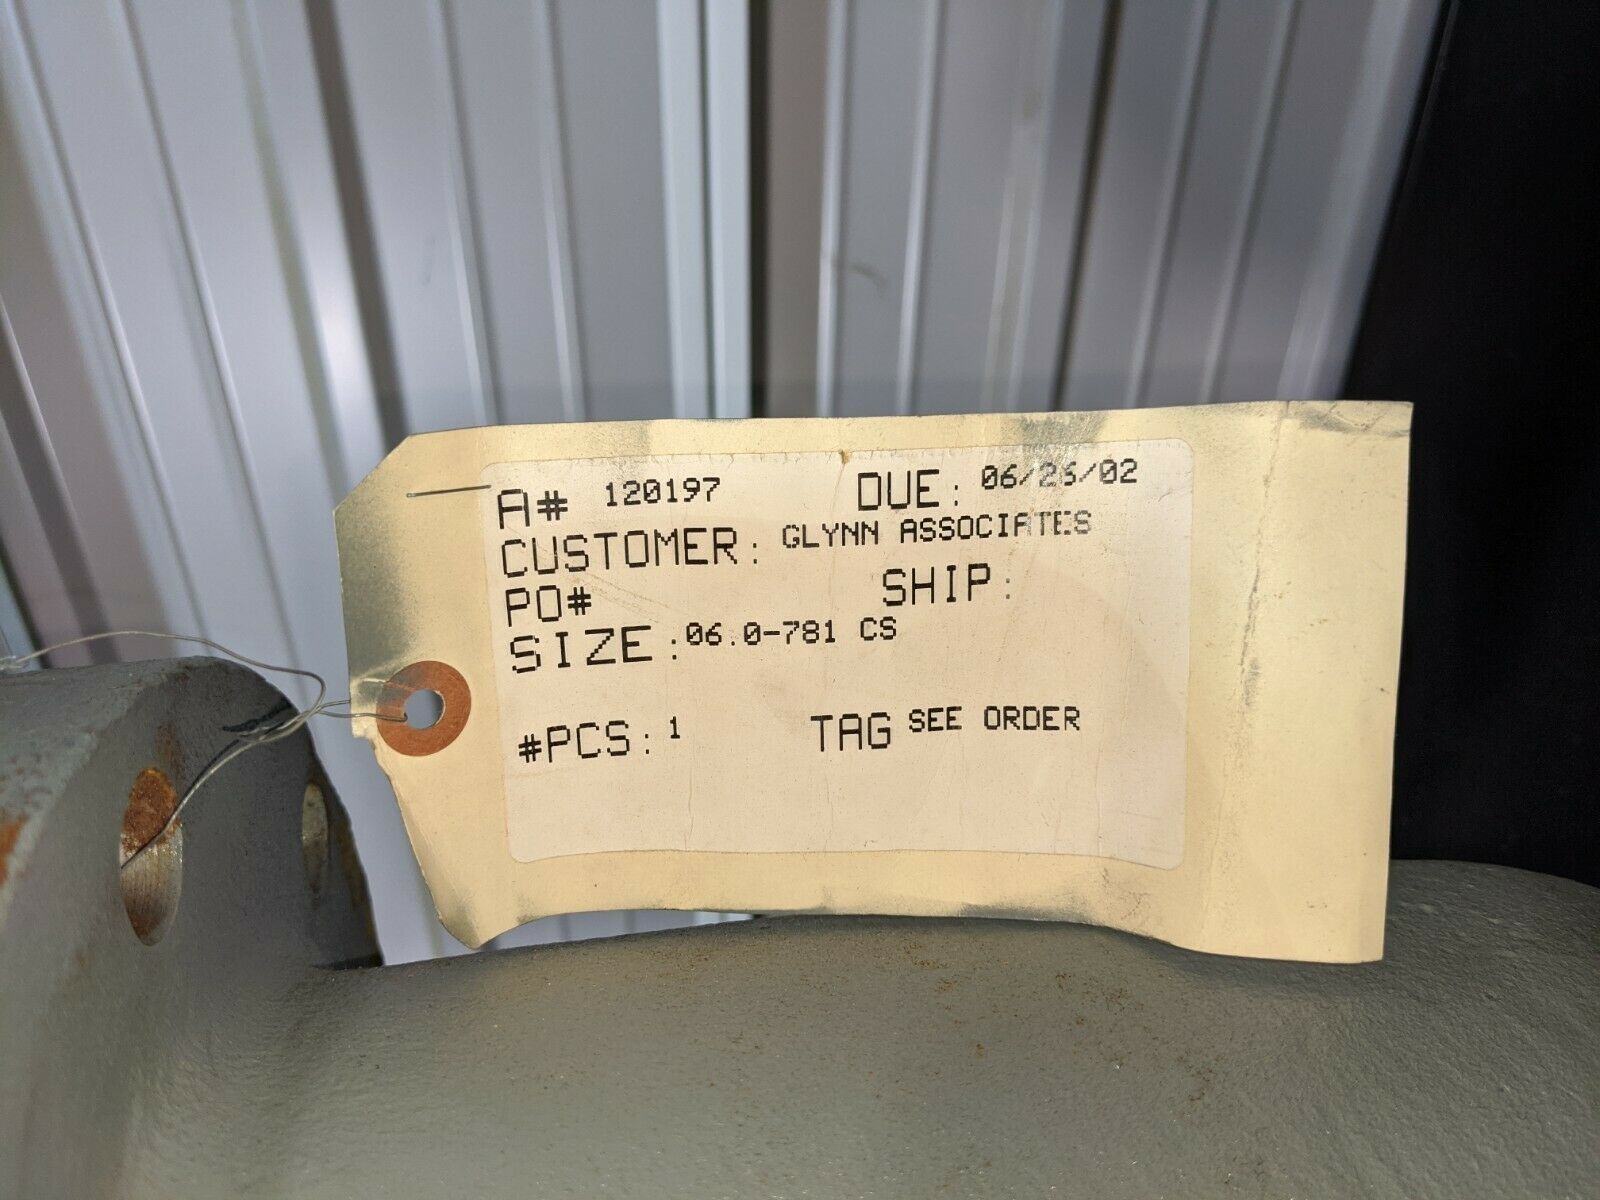 A# 120197 DUE: 06/26/02
CUSTOMER: GLYNN ASSOCIATES
PO# SHIP:
SIZE: 06.0-781 CS
#PCS: 1 TAG SEE ORDER